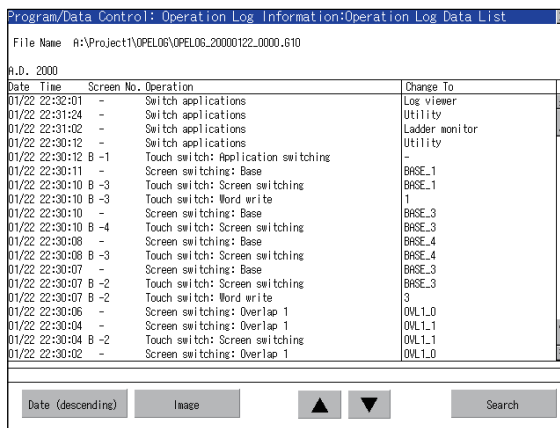 Program/Data Control: Operation Log Information:Operation Log Data List
File Name A:\Project1\OPELOG\OPELOG_20000122_0000.G1O
A.D. 2000
Date Time Screen No. Operation Change To
01/22 22:32:01 - Switch applications Log viewer
01/22 22:31:24 - Switch applications Utility
01/22 22:31:02 - Switch applications Ladder monitor
01/22 22:30:12 - Switch applications Utility
01/22 22:30:12 B -1 Touch switch: Application switching -
01/22 22:30:11 - Screen switching: Base BASE_1
01/22 22:30:10 B -3 Touch switch: Screen switching BASE_1
01/22 22:30:10 B -3 Touch switch: Word write 1
01/22 22:30:10 - Screen switching: Base BASE_3
01/22 22:30:10 B -4 Touch switch: Screen switching BASE_3
01/22 22:30:08 - Screen switching: Base BASE_4
01/22 22:30:08 B -3 Touch switch: Screen switching BASE_4
01/22 22:30:07 - Screen switching: Base BASE_3
01/22 22:30:07 B -2 Touch switch: Screen switching BASE_3
01/22 22:30:07 B -2 Touch switch: Word write 3
01/22 22:30:06 - Screen switching: Overlap 1 OVL1_0
01/22 22:30:04 - Screen switching: Overlap 1 OVL1_1
01/22 22:30:04 B -2 Touch switch: Screen switching OVL1_1
01/22 22:30:02 - Screen switching: Overlap 1 OVL1_0
Date (descending) Image ▲ ▼ Search